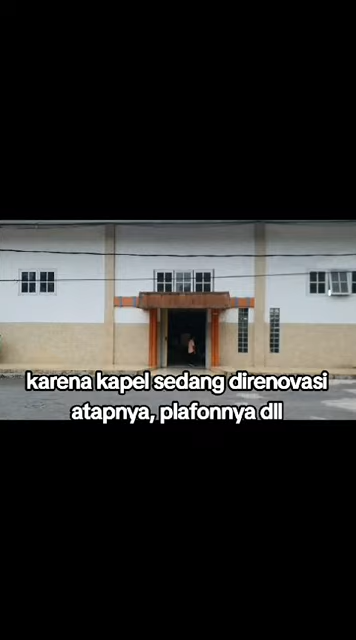 karena kapel sedang direnovasi
atapnya, plafonnya dll